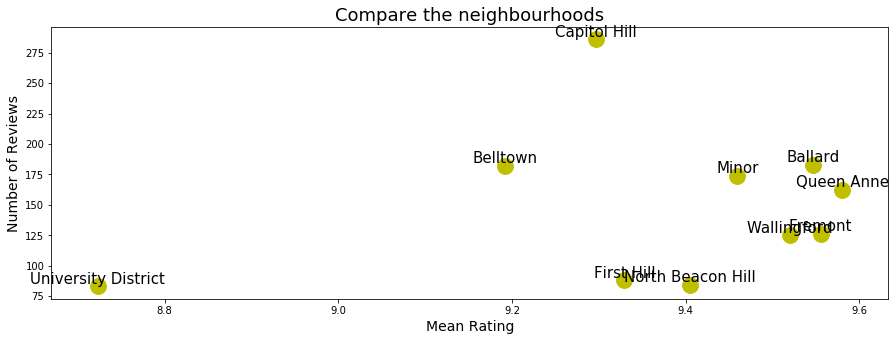 Compare the neighbourhoods
Capitol Hill
Belltown
Ballard
Minor
Queen Anne
Fremont
Wallingford
First Hill
North Beacon Hill
University District
Number of Reviews
275
250
225
200
175
150
125
100
75
8.8
9.0
9.2
9.4
9.6
Mean Rating